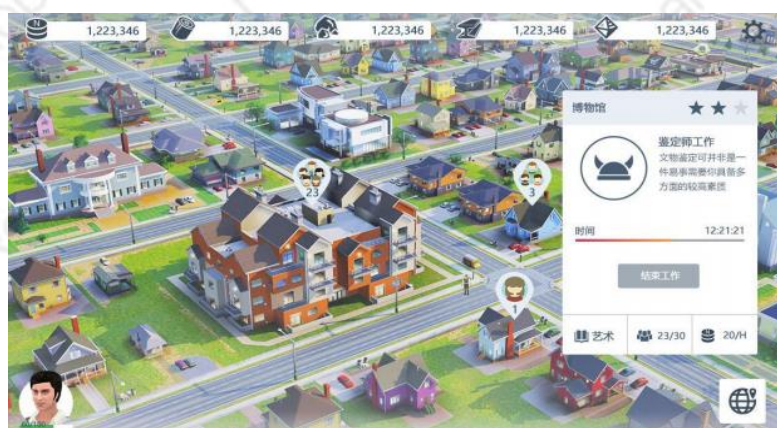 N
1,223,346
1,223,346
1,223,346
1,223,346
1,223,346
博物馆
鉴定师工作
文物鉴定可并非是一
件易事需要你具备多
方面的较高素质
时间
12:21:21
结束工作
艺术
23/30
20/H
23
3
1